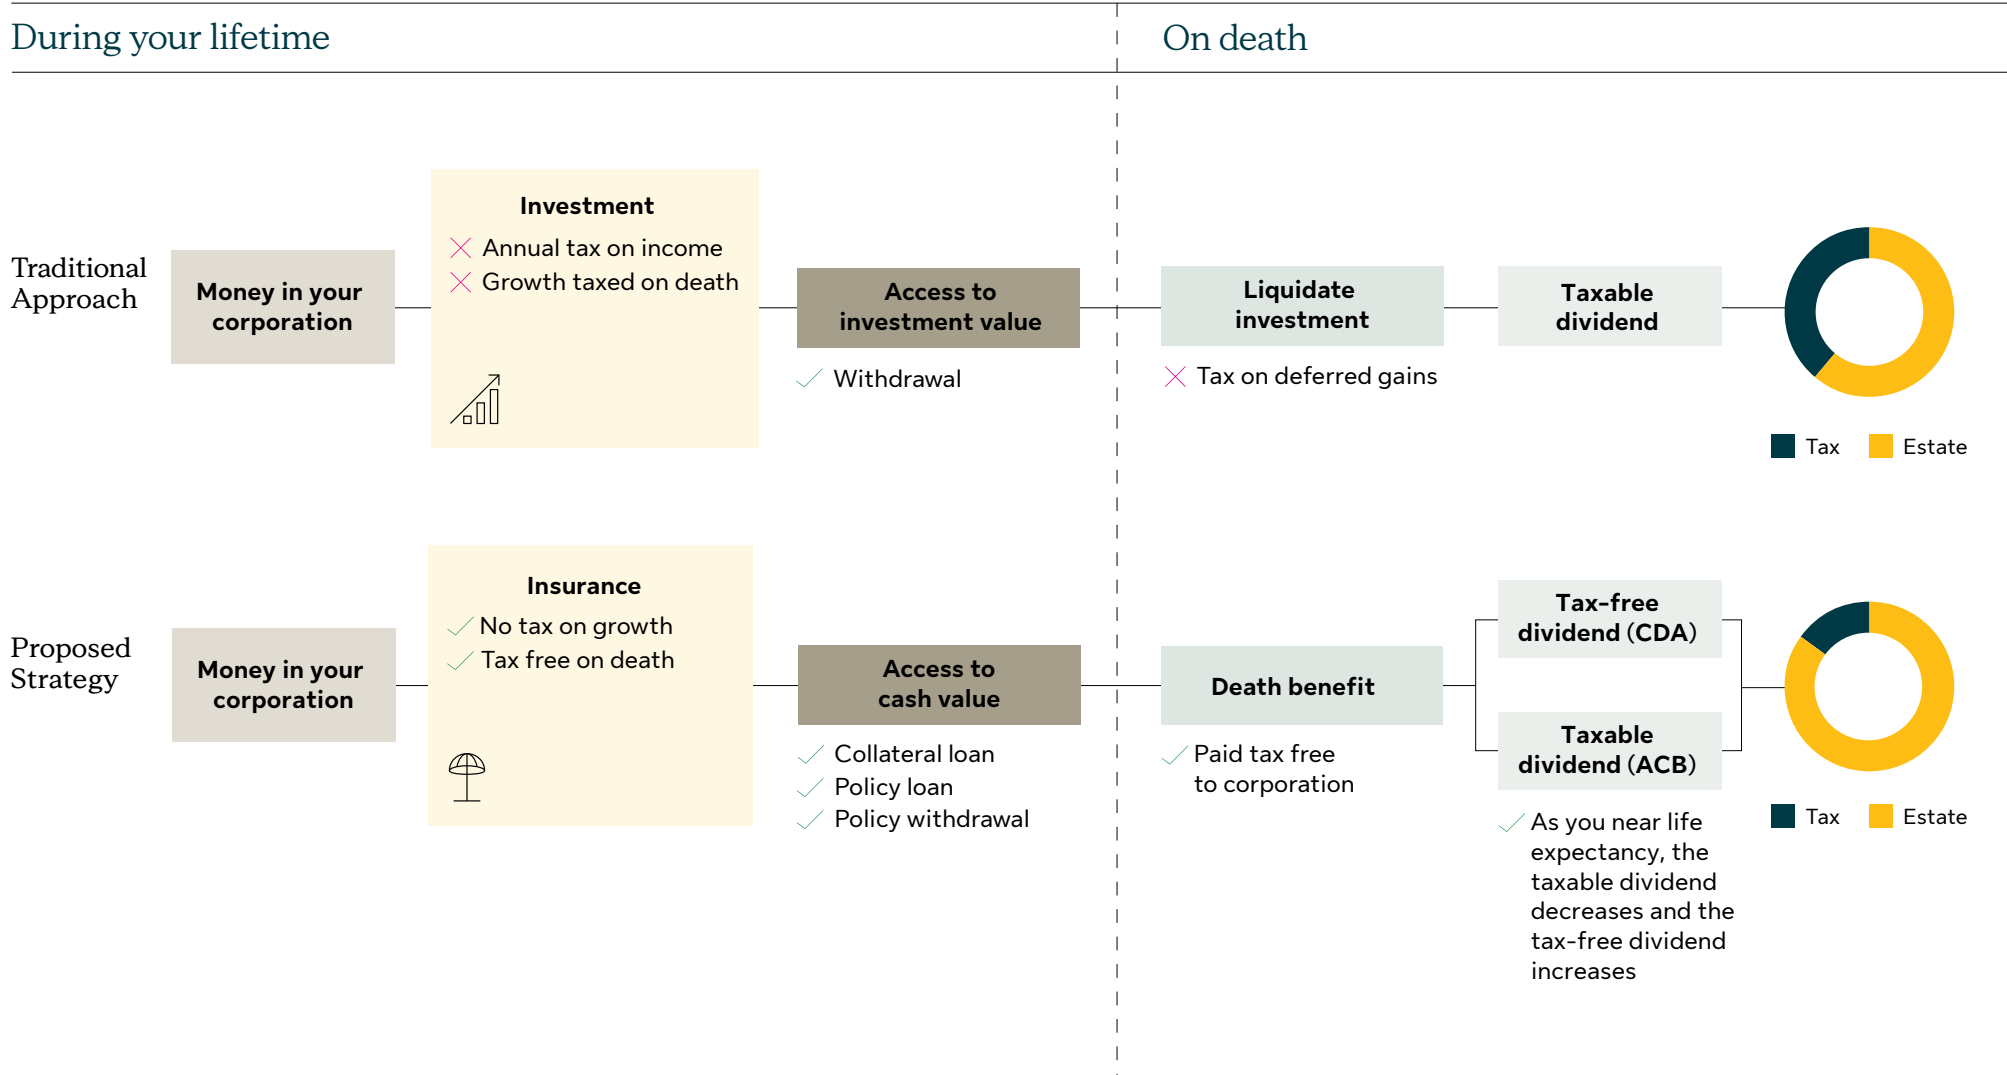 During your lifetime
On death
Traditional
Approach
Money in your
corporation
Investment
Annual tax on income
Growth taxed on death
Access to
investment value
Withdrawal
Liquidate
investment
Tax on deferred gains
Taxable
dividend
Tax
Estate
Proposed
Strategy
Money in your
corporation
Insurance
No tax on growth
Tax free on death
Access to
cash value
Collateral loan
Policy loan
Policy withdrawal
Death benefit
Paid tax free
to corporation
Tax-free
dividend (CDA)
Taxable
dividend (ACB)
As you near life
expectancy, the
taxable dividend
decreases and the
tax-free dividend
increases
Tax
Estate